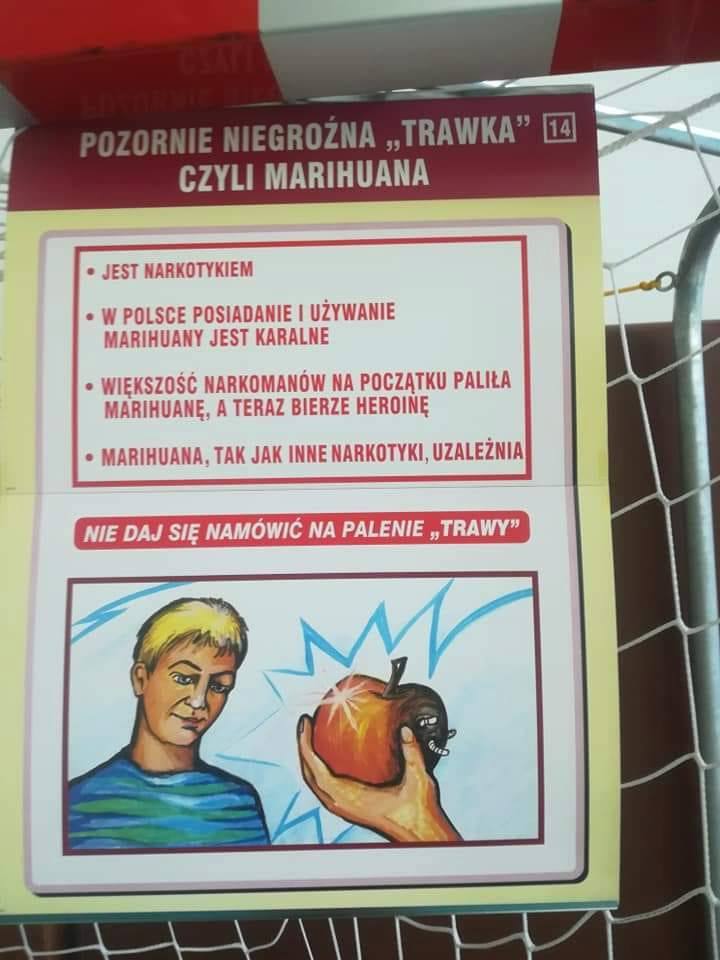 POZORNIE NIEGROŹNA „TRAWKA” 14
CZYLI MARIHUANA
• JEST NARKOTYKIEM
• W POLSCE POSIADANIE I UŻYWANIE
MARIHUANY JEST KARALNE
• WIĘKSZOŚĆ NARKOMANÓW NA POCZĄTKU PALIŁA
MARIHUANĘ, A TERAZ BIERZE HEROINĘ
• MARIHUANA, TAK JAK INNE NARKOTYKI, UZALEŻNIA
NIE DAJ SIĘ NAMÓWIĆ NA PALENIE „TRAWY”